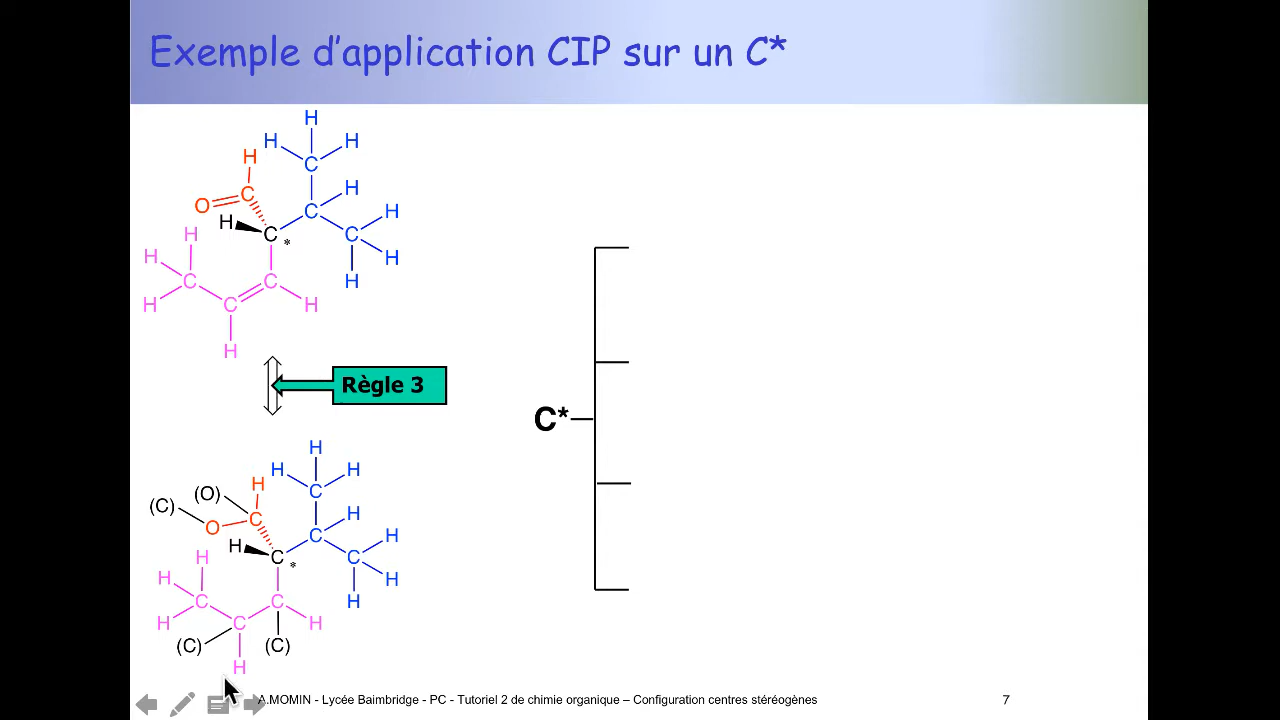 Exemple d'application CIP sur un C*
H
H H
H
C
H
O C
C H
H C *
H
C
H
H
H C C
H
H C H
H
H
Règle 3
C*
H
H H
(O) H C
(C) C H
O C H
H C *
H C
H
H C C H
H C H
(C) (C)
H
A.MOMIN - Lycée Baimbridge - PC - Tutoriel 2 de chimie organique – Configuration centres stéréogènes
7